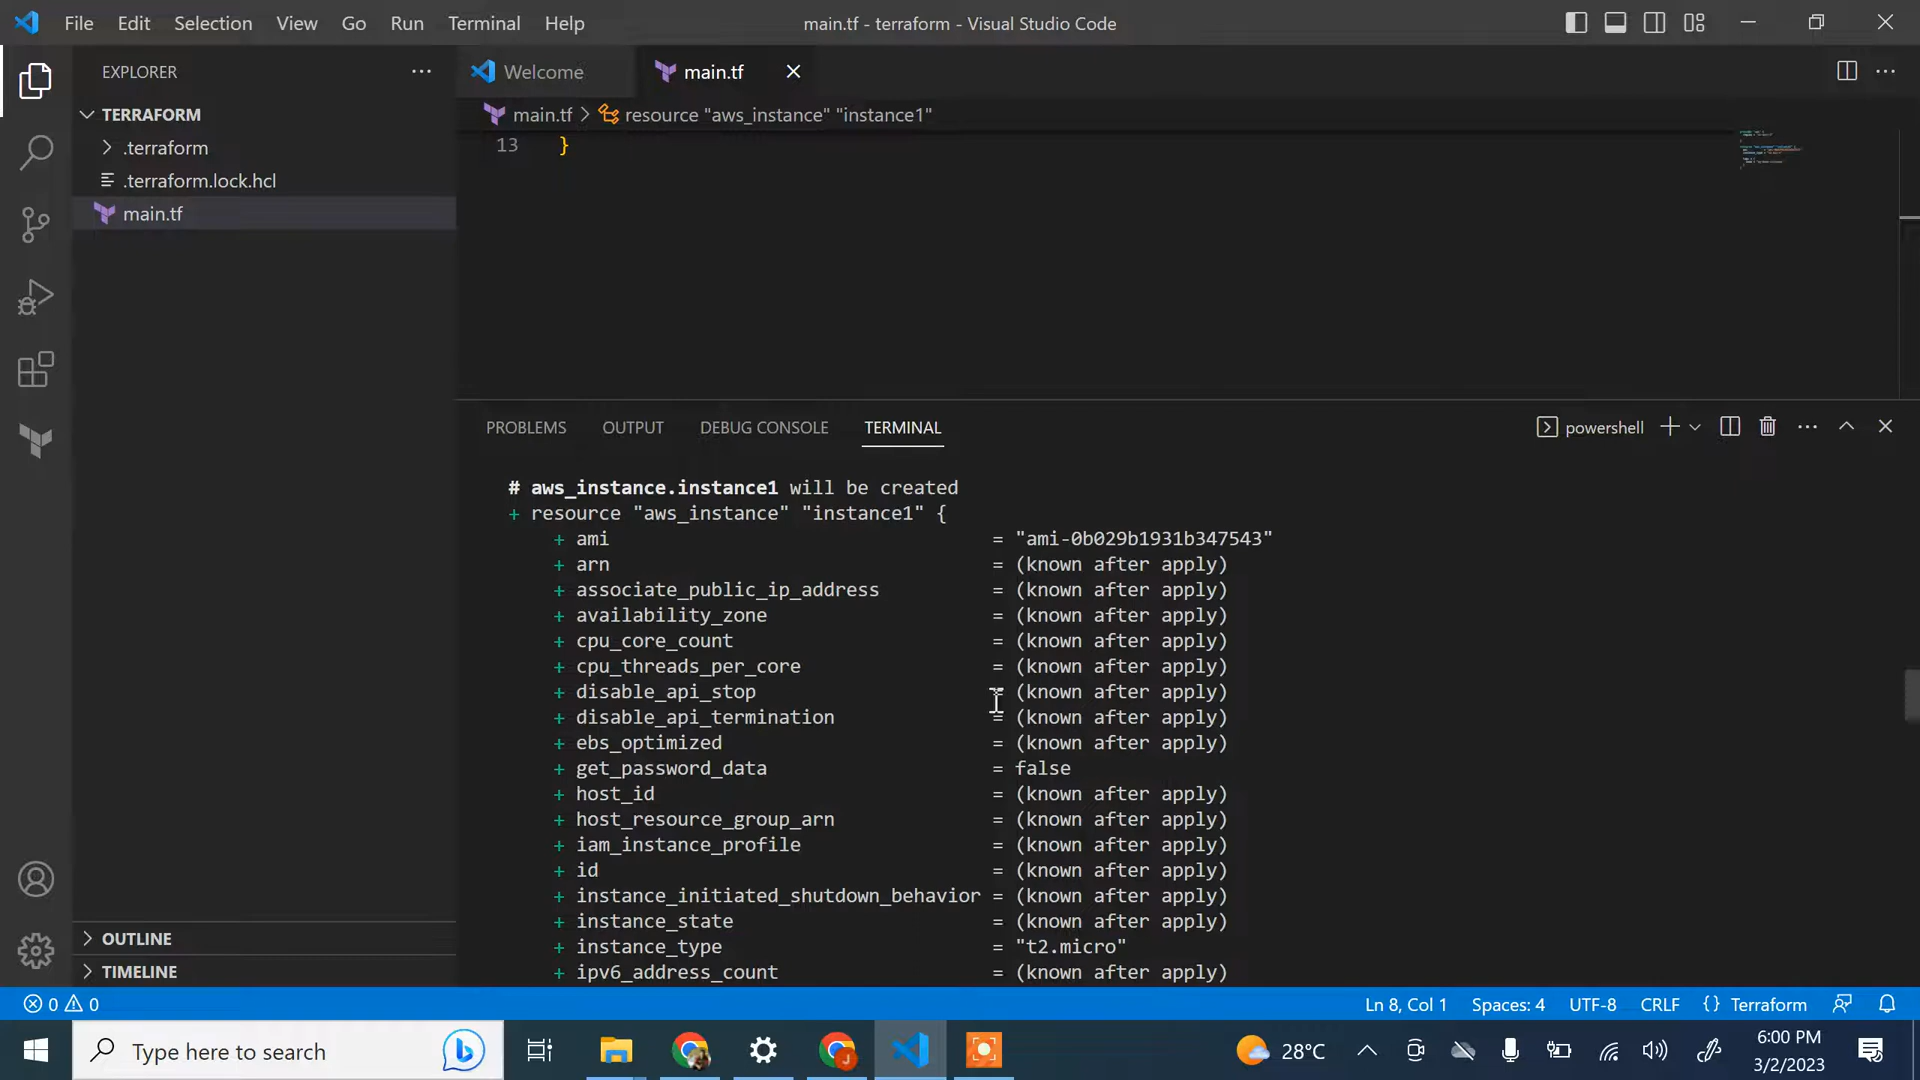 File Edit Selection View Go Run Terminal Help
main.tf - terraform - Visual Studio Code
EXPLORER
Welcome
main.tf
TERRAFORM
main.tf > resource "aws_instance" "instance1"
.terraform
13 }
.terraform.lock.hcl
main.tf
PROBLEMS OUTPUT DEBUG CONSOLE TERMINAL
powershell
# aws_instance.instance1 will be created
+ resource "aws_instance" "instance1" {
+ ami = "ami-0b029b1931b347543"
+ arn = (known after apply)
+ associate_public_ip_address = (known after apply)
+ availability_zone = (known after apply)
+ cpu_core_count = (known after apply)
+ cpu_threads_per_core = (known after apply)
+ disable_api_stop = (known after apply)
+ disable_api_termination = (known after apply)
+ ebs_optimized = (known after apply)
+ get_password_data = false
+ host_id = (known after apply)
+ host_resource_group_arn = (known after apply)
+ iam_instance_profile = (known after apply)
+ id = (known after apply)
+ instance_initiated_shutdown_behavior = (known after apply)
+ instance_state = (known after apply)
+ instance_type = "t2.micro"
+ ipv6_address_count = (known after apply)
OUTLINE
TIMELINE
0 0
Ln 8, Col 1 Spaces: 4 UTF-8 CRLF {} Terraform
Type here to search
28°C
6:00 PM
3/2/2023